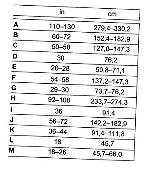 in cm
A 110–130 279,4–330,2
B 60–72 152,4–182,9
C 50–58 127,0–147,3
D 30 76,2
E 20–28 50,8–71,1
F 54–58 137,2–147,3
G 29–30 73,7–76,2
H 92–108 233,7–274,3
I 36 91,4
J 56–72 142,2–182,9
K 36–44 91,4–111,8
L 18 45,7
M 18–26 45,7–66,0